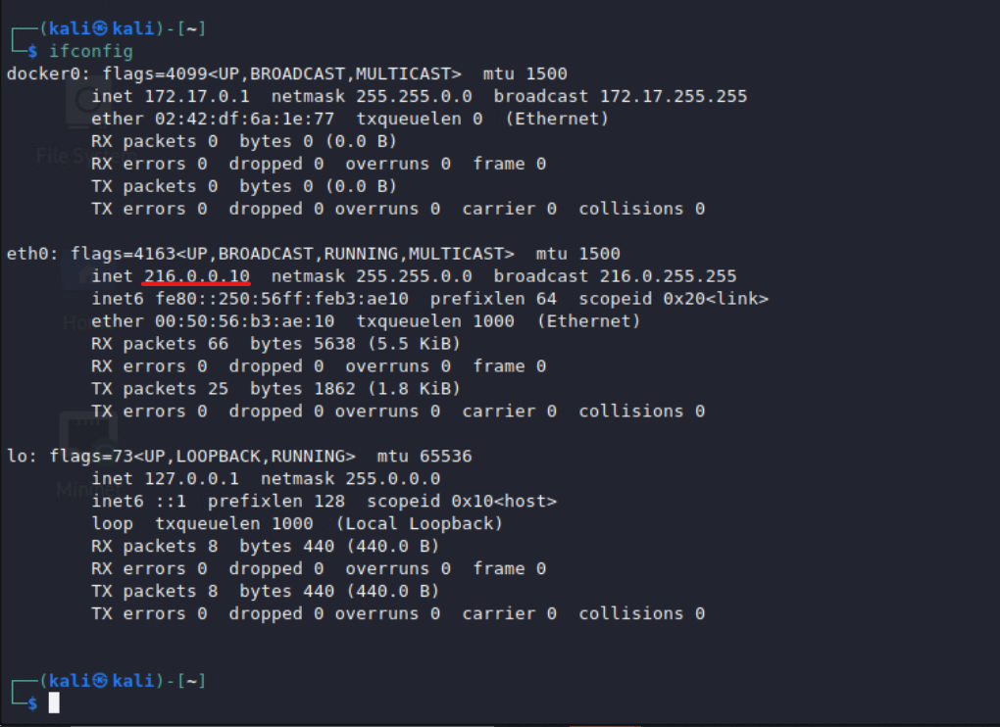 (kali㉿kali)-[~]
$ ifconfig
docker0: flags=4099<UP,BROADCAST,MULTICAST>  mtu 1500
        inet 172.17.0.1  netmask 255.255.0.0  broadcast 172.17.255.255
        ether 02:42:df:6a:1e:77  txqueuelen 0  (Ethernet)
        RX packets 0  bytes 0 (0.0 B)
        RX errors 0  dropped 0  overruns 0  frame 0
        TX packets 0  bytes 0 (0.0 B)
        TX errors 0  dropped 0 overruns 0  carrier 0  collisions 0
eth0: flags=4163<UP,BROADCAST,RUNNING,MULTICAST>  mtu 1500
        inet 216.0.0.10  netmask 255.255.0.0  broadcast 216.0.255.255
        inet6 fe80::250:56ff:feb3:ae10  prefixlen 64  scopeid 0x20<link>
        ether 00:50:56:b3:ae:10  txqueuelen 1000  (Ethernet)
        RX packets 66  bytes 5638 (5.5 KiB)
        RX errors 0  dropped 0  overruns 0  frame 0
        TX packets 25  bytes 1862 (1.8 KiB)
        TX errors 0  dropped 0 overruns 0  carrier 0  collisions 0
lo: flags=73<UP,LOOPBACK,RUNNING>  mtu 65536
        inet 127.0.0.1  netmask 255.0.0.0
        inet6 ::1  prefixlen 128  scopeid 0x10<host>
        loop  txqueuelen 1000  (Local Loopback)
        RX packets 8  bytes 440 (440.0 B)
        RX errors 0  dropped 0  overruns 0  frame 0
        TX packets 8  bytes 440 (440.0 B)
        TX errors 0  dropped 0 overruns 0  carrier 0  collisions 0
(kali㉿kali)-[~]
$